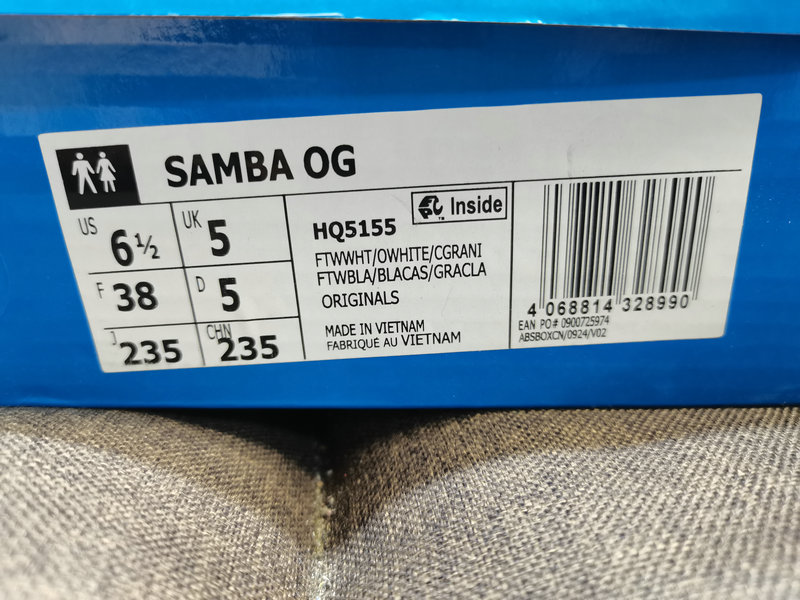 SAMBA OG
US 6½ UK 5
F 38 D 5
J 235 CHN 235
Inside
HQ5155
FTWWHT/OWHITE/CGRANI
FTWBLA/BLACAS/GRACLA
ORIGINALS
MADE IN VIETNAM
FABRIQUÉ AU VIETNAM
4 068814 328990
EAN PO# 0900725974
ABSBOXCN/0924/V02